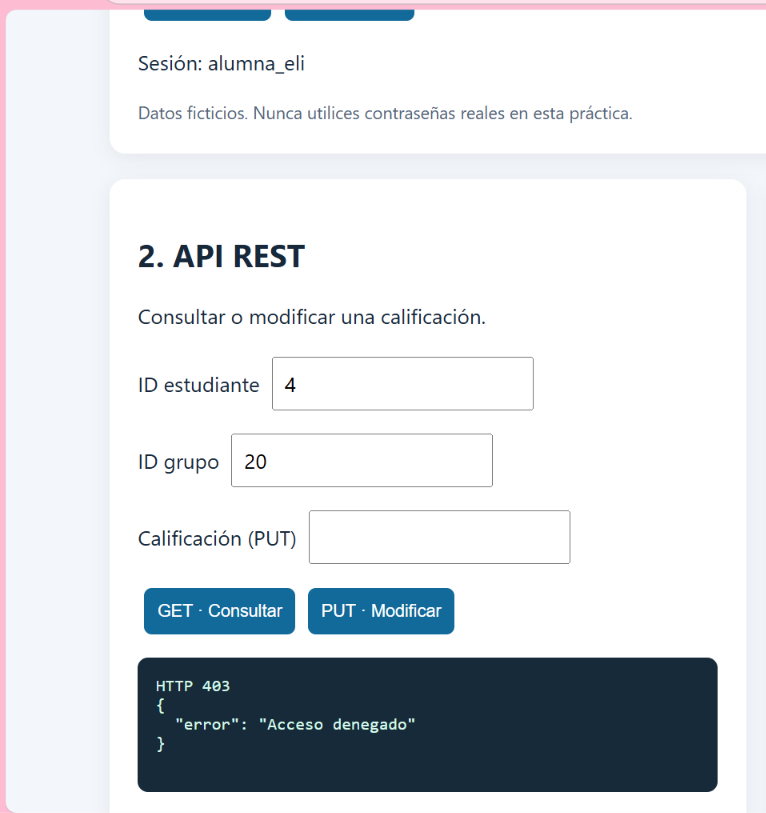 Sesión: alumna_eli
Datos ficticios. Nunca utilices contraseñas reales en esta práctica.
2. API REST
Consultar o modificar una calificación.
ID estudiante 4
ID grupo 20
Calificación (PUT)
GET · Consultar PUT · Modificar
HTTP 403
{
  "error": "Acceso denegado"
}